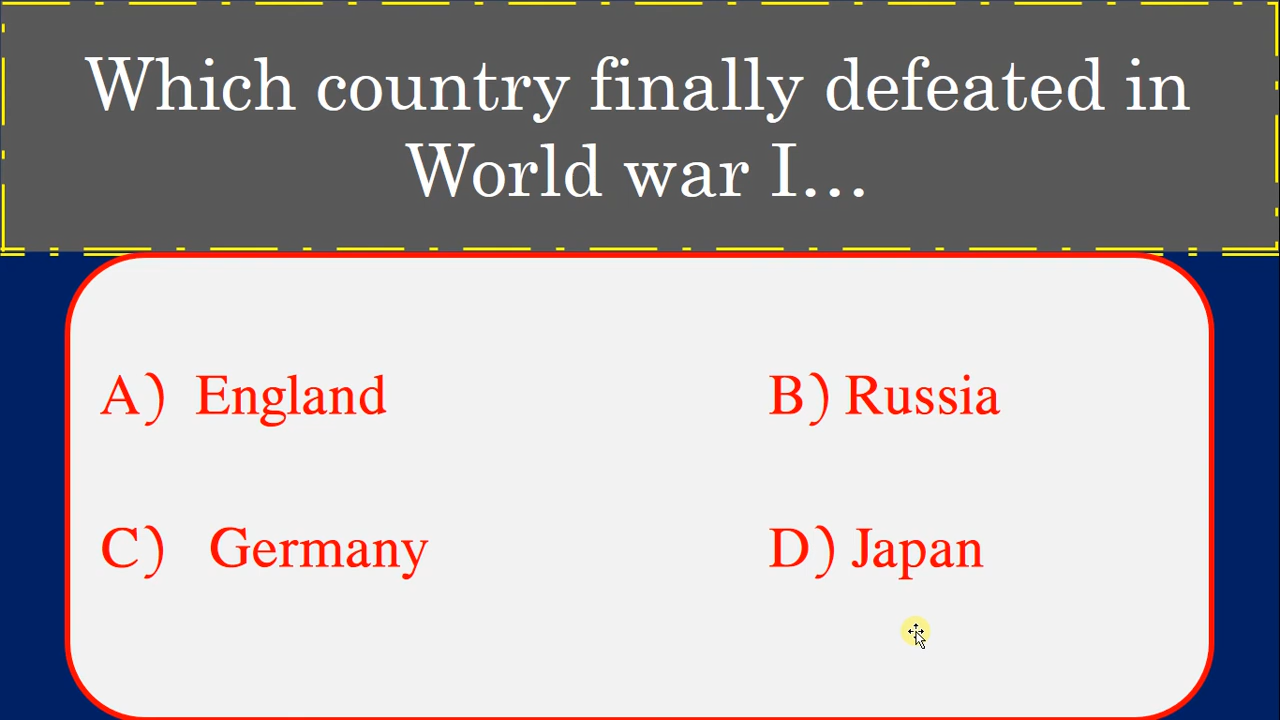 Which country finally defeated in
World war I...
A) England
B) Russia
C) Germany
D) Japan